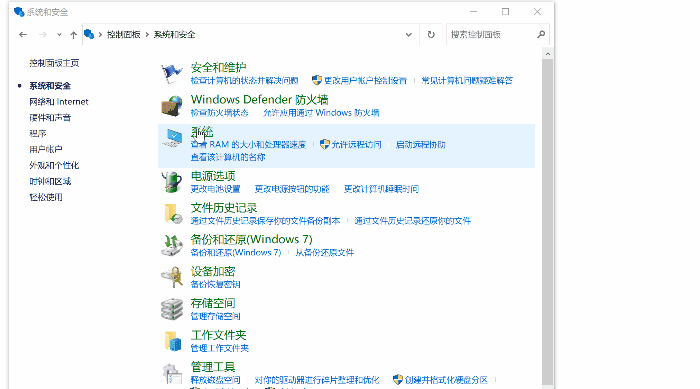 系统和安全
控制面板 系统和安全
搜索控制面板
控制面板主页
系统和安全
网络和 Internet
硬件和声音
程序
用户帐户
外观和个性化
时钟和区域
轻松使用
安全和维护
检查计算机的状态并解决问题 更改用户帐户控制设置 常见计算机问题疑难解答
Windows Defender 防火墙
检查防火墙状态 允许应用通过 Windows 防火墙
系统
查看 RAM 的大小和处理器速度 允许远程访问 启动远程协助
查看该计算机的名称
电源选项
更改电池设置 更改电源按钮的功能 更改计算机睡眠时间
文件历史记录
通过文件历史记录保存你的文件备份副本 通过文件历史记录还原你的文件
备份和还原(Windows 7)
备份和还原(Windows 7) 从备份还原文件
设备加密
备份恢复密钥
存储空间
管理存储空间
工作文件夹
管理工作文件夹
管理工具
释放磁盘空间 对你的驱动器进行碎片整理和优化 创建并格式化硬盘分区